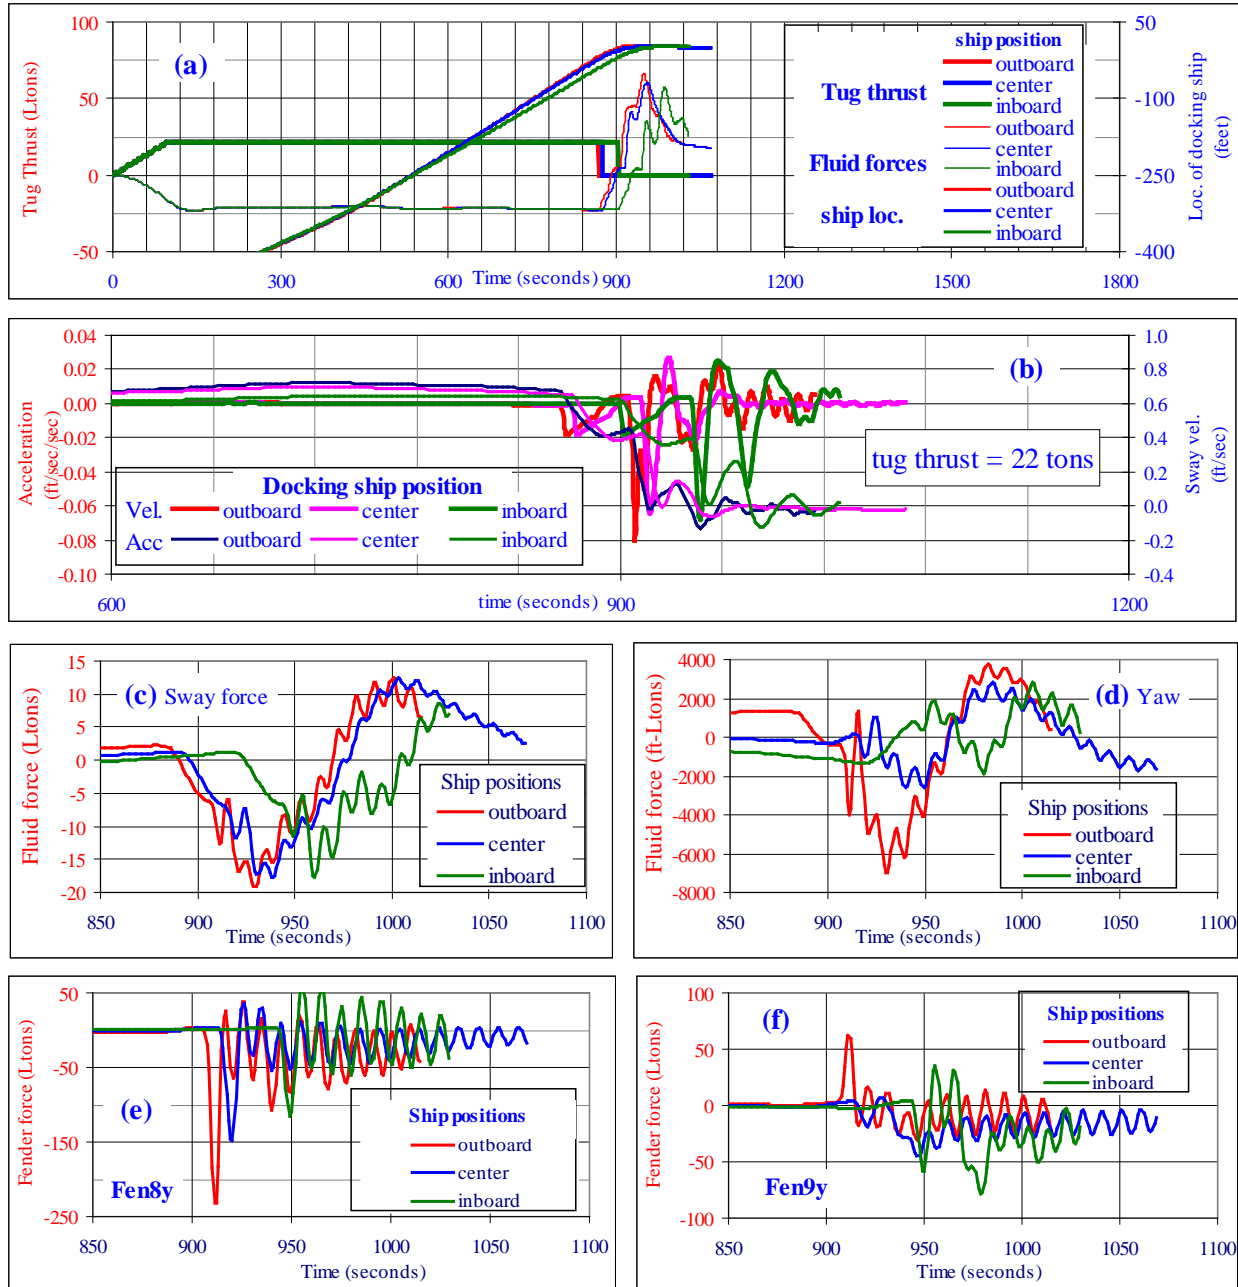 (a)
100
50
0
-50
Tug Thrust (Ltons)
0 300 600 900 1200 1500 1800
Time (seconds)
50
-100
-250
-400
Loc. of docking ship
(feet)
ship position
Tug thrust
outboard
center
inboard
Fluid forces
outboard
center
inboard
ship loc.
outboard
center
inboard
(b)
0.04
0.02
0.00
-0.02
-0.04
-0.06
-0.08
-0.10
Acceleration
(ft/sec/sec)
1.0
0.8
0.6
0.4
0.2
0.0
-0.2
-0.4
Sway vel.
(ft/sec)
tug thrust = 22 tons
Docking ship position
Vel. outboard center inboard
Acc outboard center inboard
600 900 1200
time (seconds)
(c) Sway force
15
10
5
0
-5
-10
-15
-20
Fluid force (Ltons)
Ship positions
outboard
center
inboard
850 900 950 1000 1050 1100
Time (seconds)
(d) Yaw
4000
2000
0
-2000
-4000
-6000
-8000
Fluid force (ft-Ltons)
Ship positions
outboard
center
inboard
850 900 950 1000 1050 1100
Time (seconds)
50
-50
-150
-250
Fender force (Ltons)
(e)
Fen8y
Ship positions
outboard
center
inboard
850 900 950 1000 1050 1100
Time (seconds)
100
50
0
-50
-100
Fender force (Ltons)
(f)
Fen9y
Ship positions
outboard
center
inboard
850 900 950 1000 1050 1100
Time (seconds)